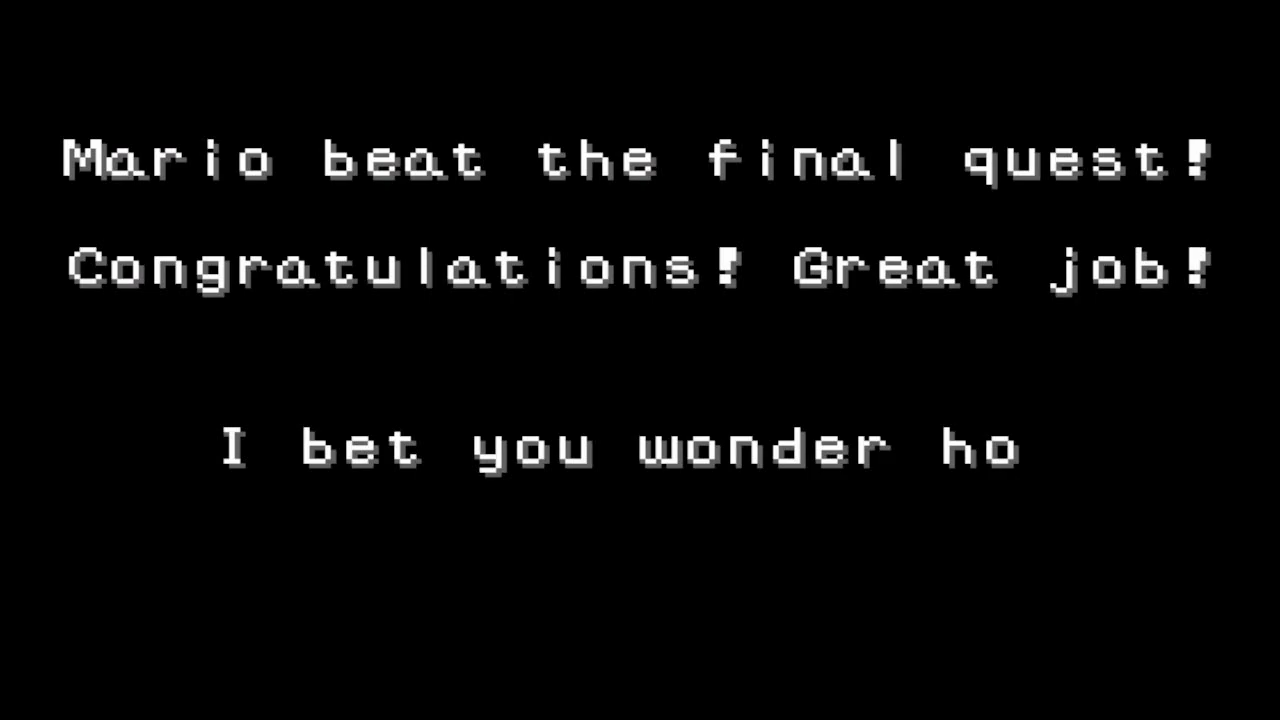 Mario beat the final quest!
Congratulations! Great job!
I bet you wonder ho